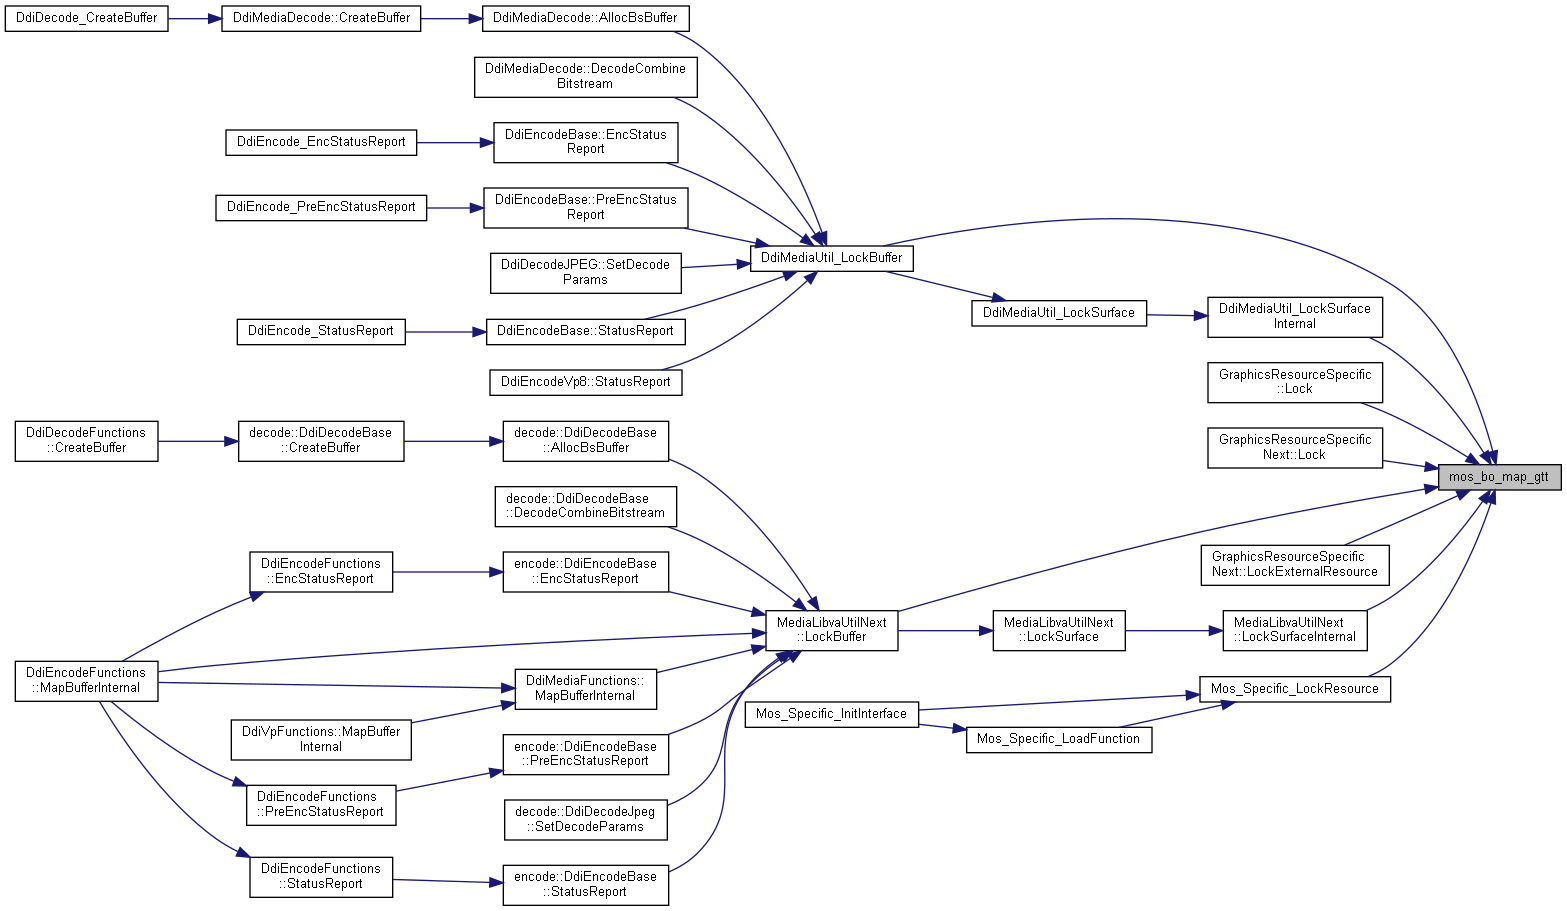 DdiDecode_CreateBuffer
DdiMediaDecode::CreateBuffer
DdiMediaDecode::AllocBsBuffer
DdiMediaDecode::DecodeCombine
Bitstream
DdiEncode_EncStatusReport
DdiEncodeBase::EncStatus
Report
DdiEncode_PreEncStatusReport
DdiEncodeBase::PreEncStatus
Report
DdiMediaUtil_LockBuffer
DdiDecodeJPEG::SetDecode
Params
DdiMediaUtil_LockSurface
DdiMediaUtil_LockSurface
Internal
DdiEncode_StatusReport
DdiEncodeBase::StatusReport
DdiEncodeVp8::StatusReport
GraphicsResourceSpecific
::Lock
DdiDecodeFunctions
::CreateBuffer
decode::DdiDecodeBase
::CreateBuffer
decode::DdiDecodeBase
::AllocBsBuffer
GraphicsResourceSpecific
Next::Lock
mos_bo_map_gtt
decode::DdiDecodeBase
::DecodeCombineBitstream
DdiEncodeFunctions
::EncStatusReport
encode::DdiEncodeBase
::EncStatusReport
GraphicsResourceSpecific
Next::LockExternalResource
MediaLibvaUtilNext
::LockBuffer
MediaLibvaUtilNext
::LockSurface
MediaLibvaUtilNext
::LockSurfaceInternal
DdiEncodeFunctions
::MapBufferInternal
DdiMediaFunctions::
MapBufferInternal
Mos_Specific_LockResource
Mos_Specific_InitInterface
Mos_Specific_LoadFunction
DdiVpFunctions::MapBuffer
Internal
encode::DdiEncodeBase
::PreEncStatusReport
DdiEncodeFunctions
::PreEncStatusReport
decode::DdiDecodeJpeg
::SetDecodeParams
DdiEncodeFunctions
::StatusReport
encode::DdiEncodeBase
::StatusReport